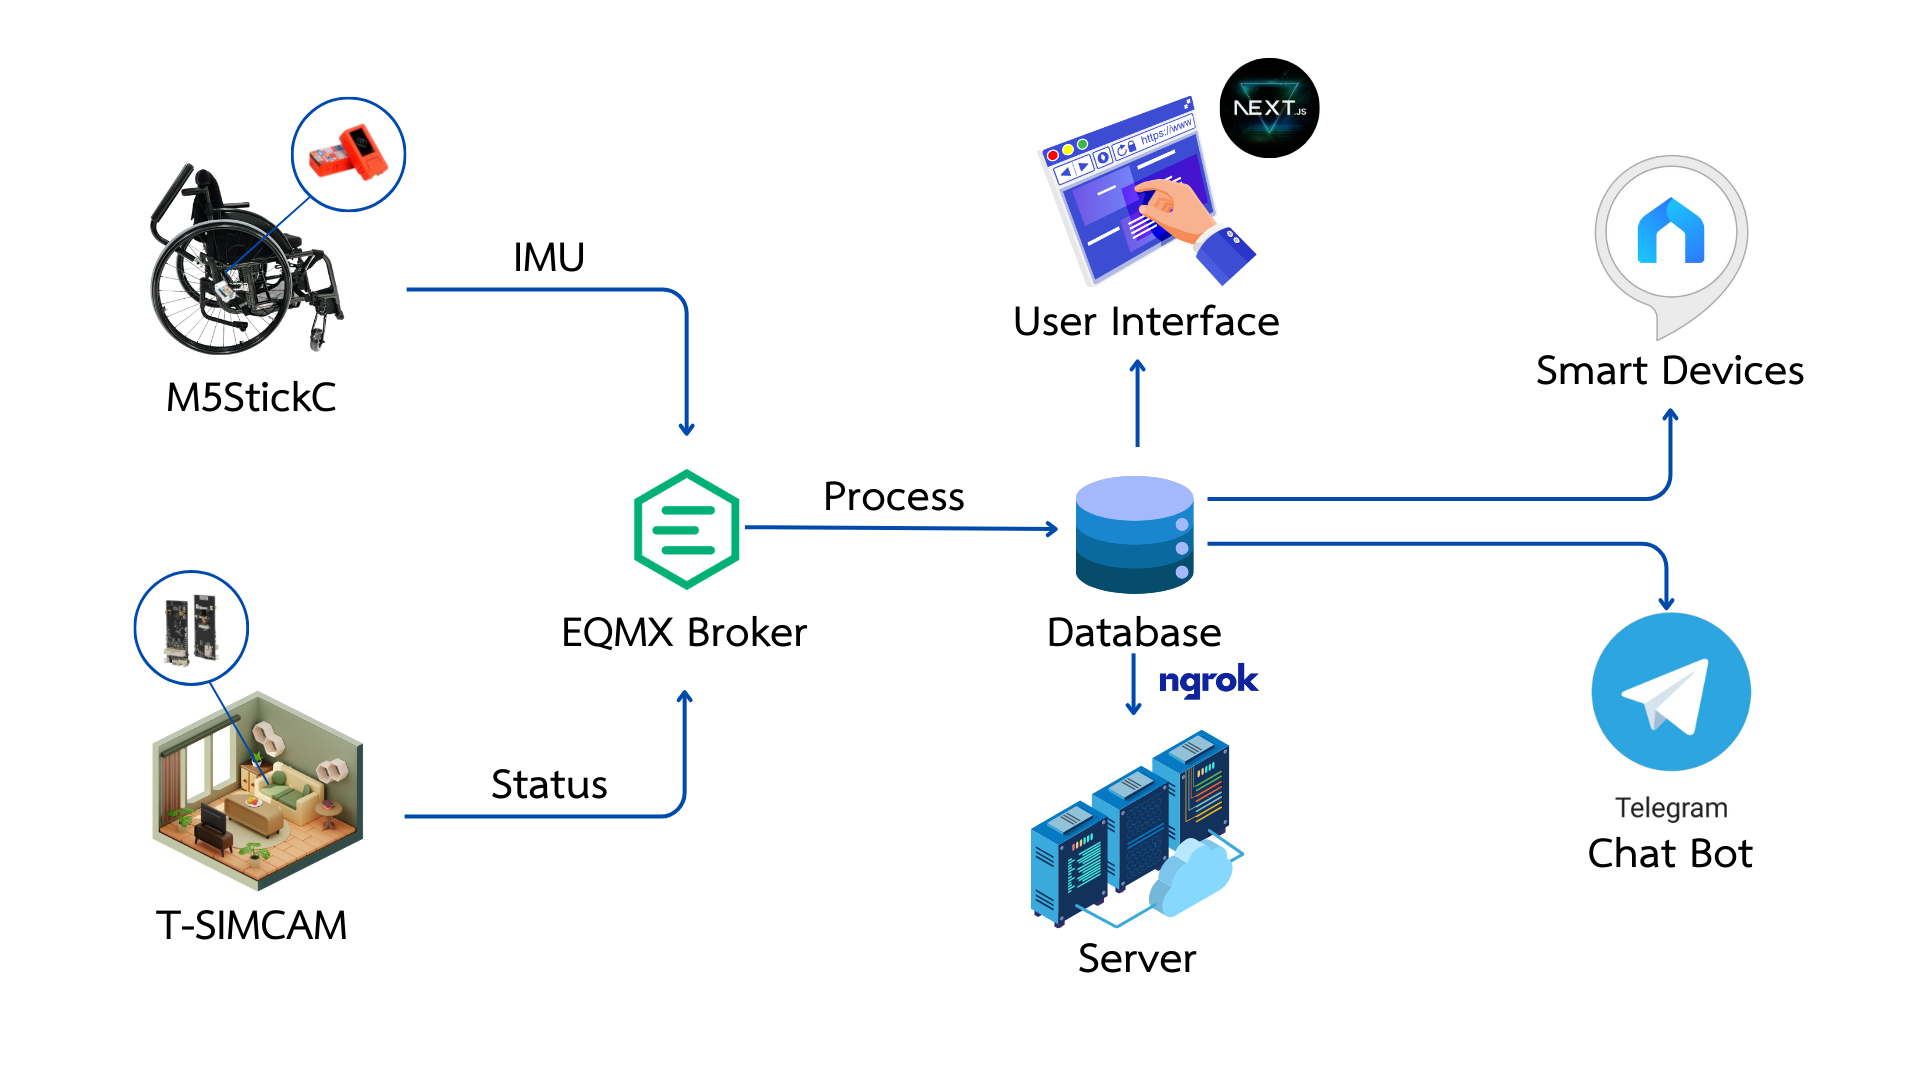 NEXT.JS
https://www
IMU
User Interface
Smart Devices
M5StickC
Process
EQMX Broker
Database
ngrok
Status
Telegram
Chat Bot
T-SIMCAM
Server